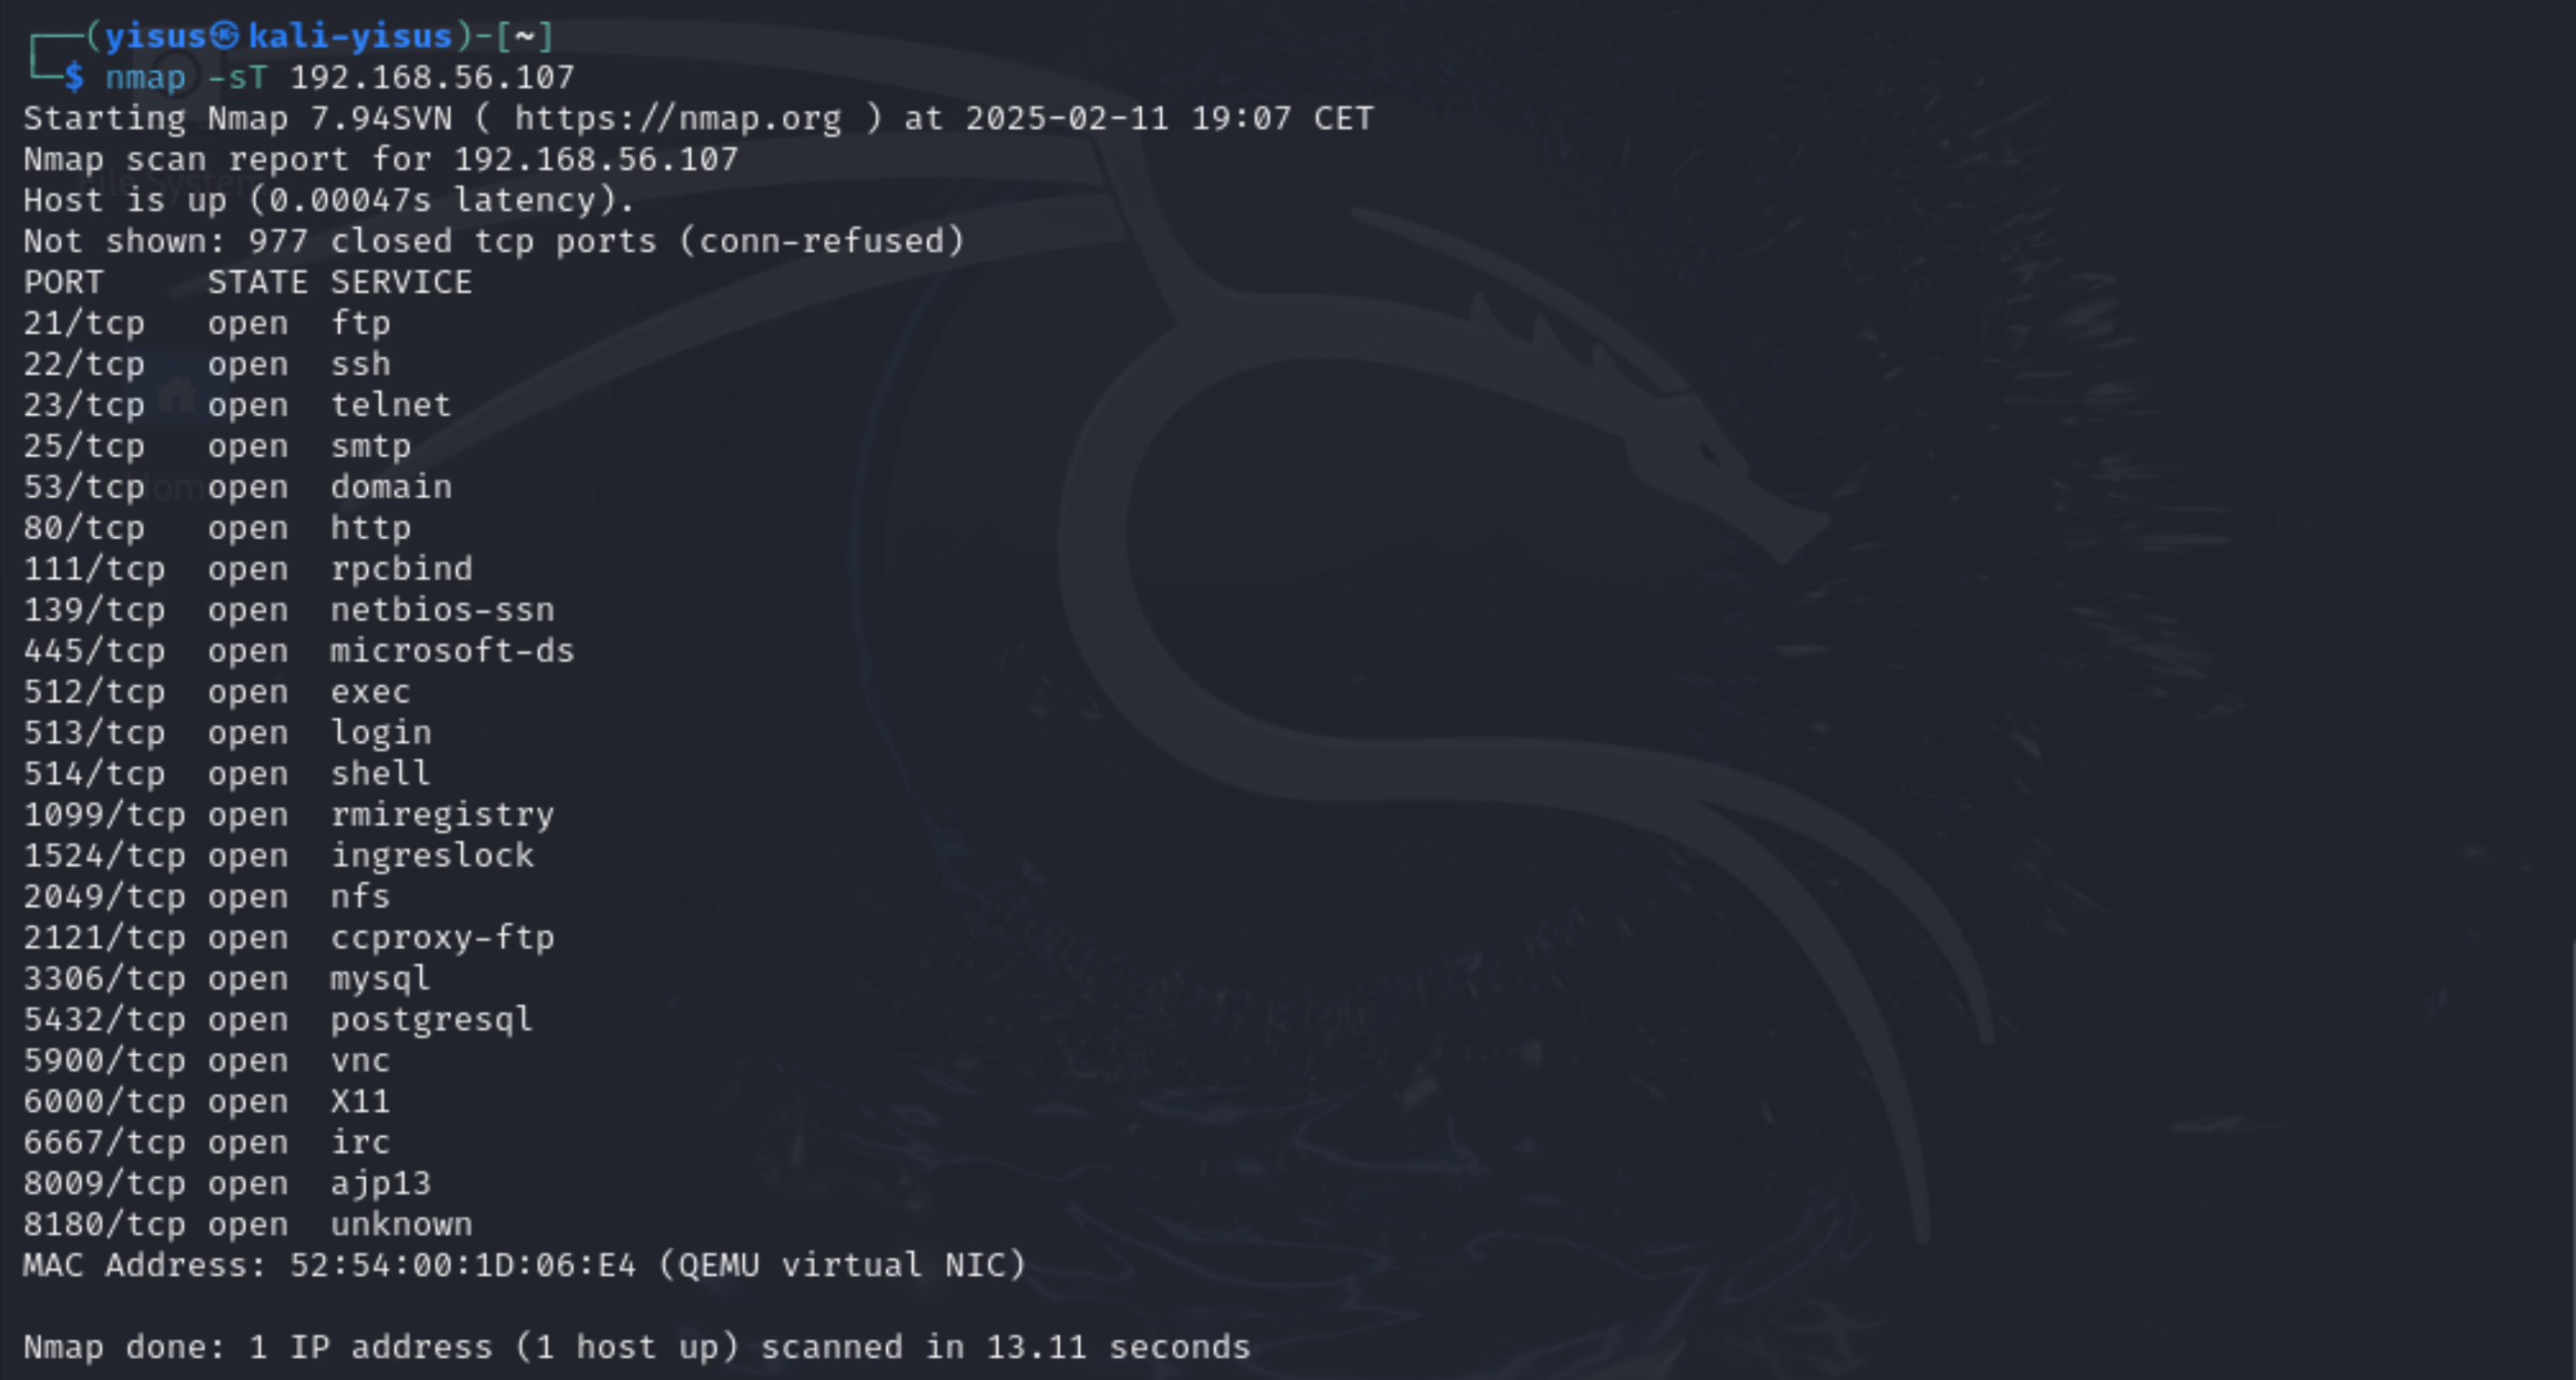 ┌──(yisus㉿kali-yisus)-[~]
└─$ nmap -sT 192.168.56.107
Starting Nmap 7.94SVN ( https://nmap.org ) at 2025-02-11 19:07 CET
Nmap scan report for 192.168.56.107
Host is up (0.00047s latency).
Not shown: 977 closed tcp ports (conn-refused)
PORT     STATE SERVICE
21/tcp   open  ftp
22/tcp   open  ssh
23/tcp   open  telnet
25/tcp   open  smtp
53/tcp   open  domain
80/tcp   open  http
111/tcp  open  rpcbind
139/tcp  open  netbios-ssn
445/tcp  open  microsoft-ds
512/tcp  open  exec
513/tcp  open  login
514/tcp  open  shell
1099/tcp open  rmiregistry
1524/tcp open  ingreslock
2049/tcp open  nfs
2121/tcp open  ccproxy-ftp
3306/tcp open  mysql
5432/tcp open  postgresql
5900/tcp open  vnc
6000/tcp open  X11
6667/tcp open  irc
8009/tcp open  ajp13
8180/tcp open  unknown
MAC Address: 52:54:00:1D:06:E4 (QEMU virtual NIC)
Nmap done: 1 IP address (1 host up) scanned in 13.11 seconds